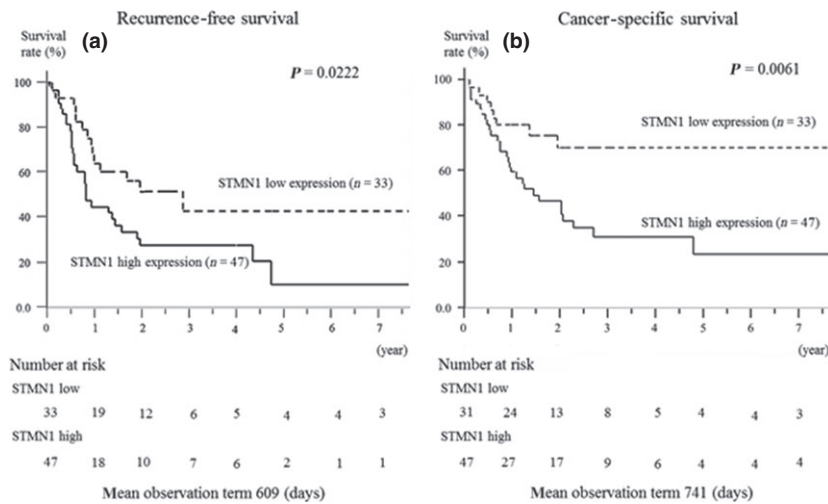 Recurrence-free survival
Survival
rate (%)
(a)
P = 0.0222
100
80
60
40
20
0.0
STMN1 low expression (n = 33)
STMN1 high expression (n = 47)
0 1 2 3 4 5 6 7
(year)
Number at risk
STMN1 low
33 19 12 6 5 4 4 3
STMN1 high
47 18 10 7 6 2 1 1
Mean observation term 609 (days)
Cancer-specific survival
Survival
rate (%)
(b)
P = 0.0061
100
80
60
40
20
0.0
STMN1 low expression (n = 33)
STMN1 high expression (n = 47)
0 1 2 3 4 5 6 7
(year)
Number at risk
STMN1 low
31 24 13 8 5 4 4 3
STMN1 high
47 27 17 9 6 4 4 4
Mean observation term 741 (days)